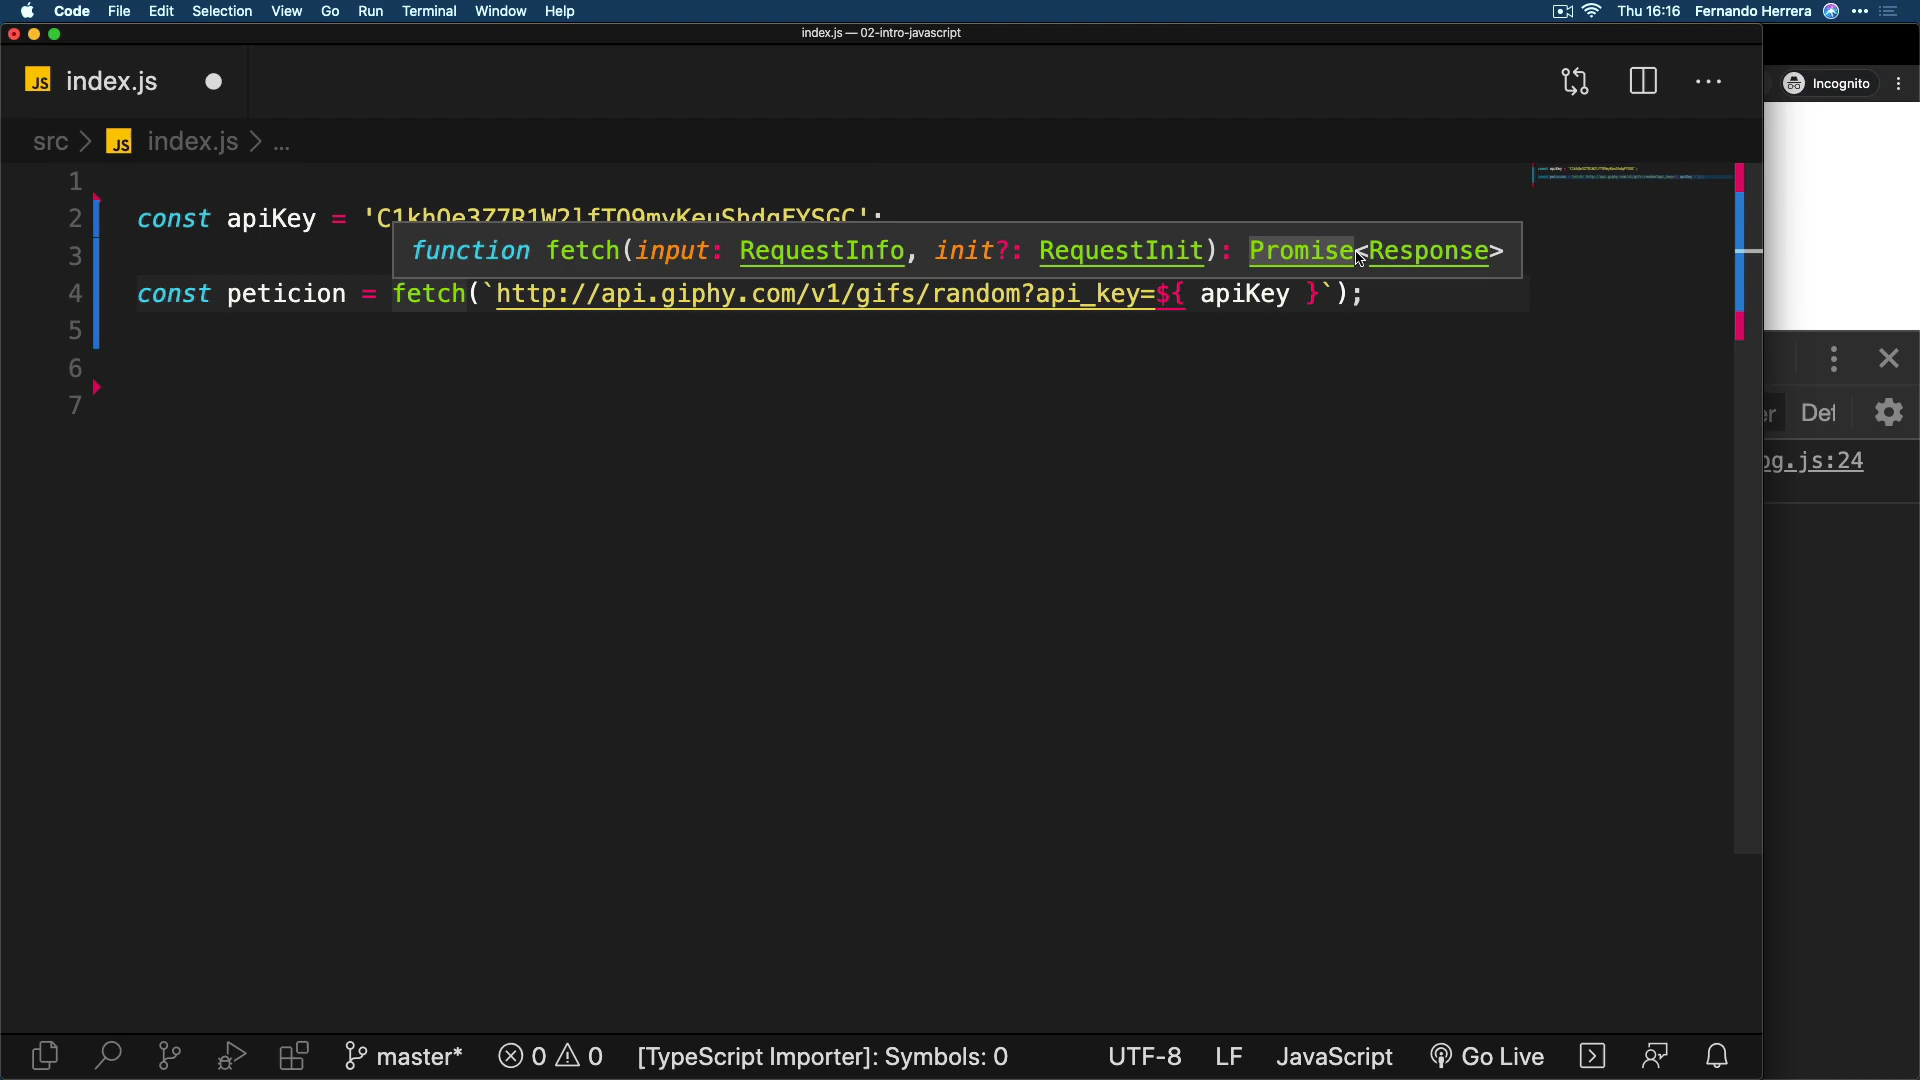 Code File Edit Selection View Go Run Terminal Window Help Thu 16:16 Fernando Herrera
index.js — 02-intro-javascript
JS index.js
Incognito
src > JS index.js > ...
1
2 const apiKey =
function fetch(input: RequestInfo, init?: RequestInit): Promise<Response>
3
4 const peticion = fetch(`http://api.giphy.com/v1/gifs/random?api_key=${ apiKey }`);
5
6
7
og.js:24
master* 0 0 [TypeScript Importer]: Symbols: 0 UTF-8 LF JavaScript Go Live